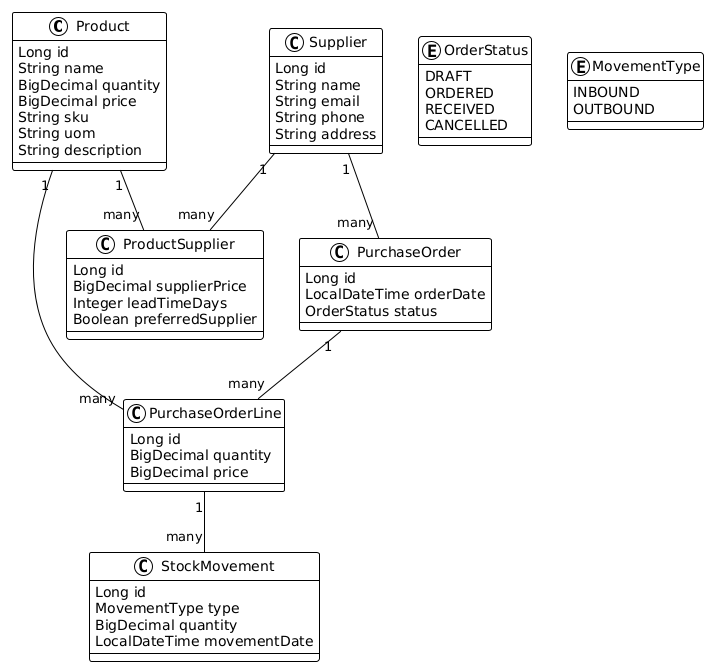 C Product
Long id
String name
BigDecimal quantity
BigDecimal price
String sku
String uom
String description
C Supplier
Long id
String name
String email
String phone
String address
E OrderStatus
DRAFT
ORDERED
RECEIVED
CANCELLED
E MovementType
INBOUND
OUTBOUND
1
1
1
1
many
many
many
C ProductSupplier
Long id
BigDecimal supplierPrice
Integer leadTimeDays
Boolean preferredSupplier
C PurchaseOrder
Long id
LocalDateTime orderDate
OrderStatus status
1
many
many
C PurchaseOrderLine
Long id
BigDecimal quantity
BigDecimal price
1
many
C StockMovement
Long id
MovementType type
BigDecimal quantity
LocalDateTime movementDate